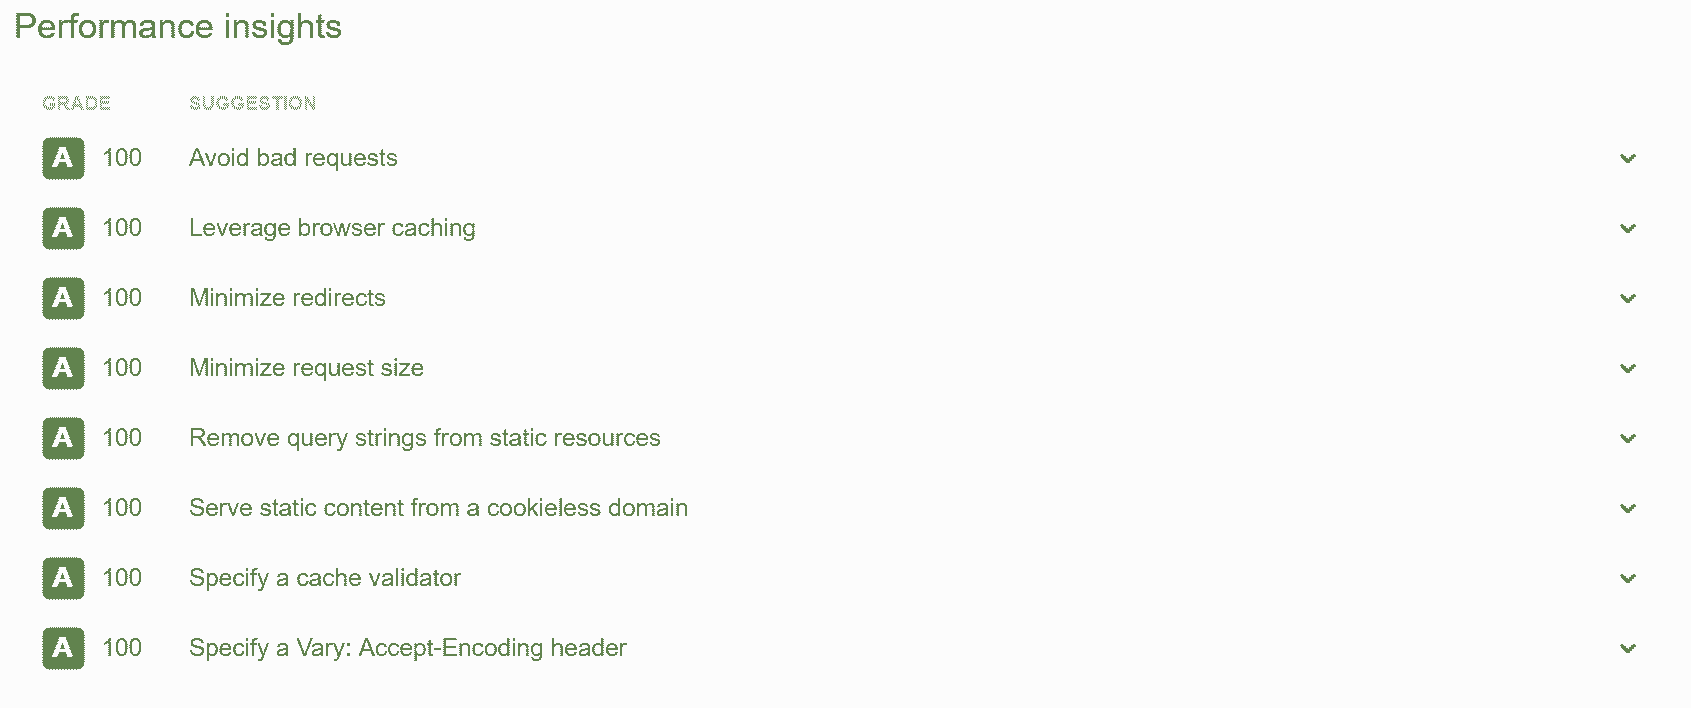 Performance insights
GRADE SUGGESTION
A 100 Avoid bad requests
A 100 Leverage browser caching
A 100 Minimize redirects
A 100 Minimize request size
A 100 Remove query strings from static resources
A 100 Serve static content from a cookieless domain
A 100 Specify a cache validator
A 100 Specify a Vary: Accept-Encoding header